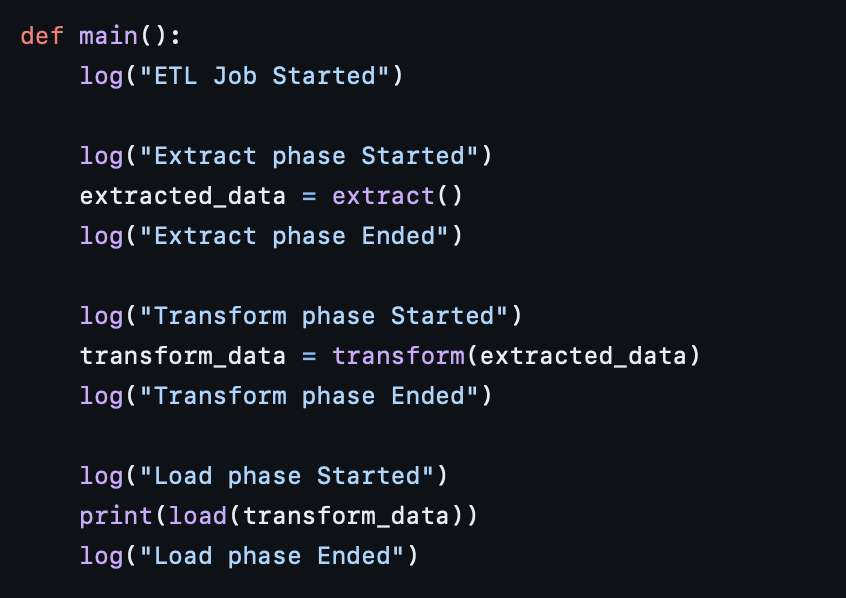 def main():
    log("ETL Job Started")

    log("Extract phase Started")
    extracted_data = extract()
    log("Extract phase Ended")

    log("Transform phase Started")
    transform_data = transform(extracted_data)
    log("Transform phase Ended")

    log("Load phase Started")
    print(load(transform_data))
    log("Load phase Ended")